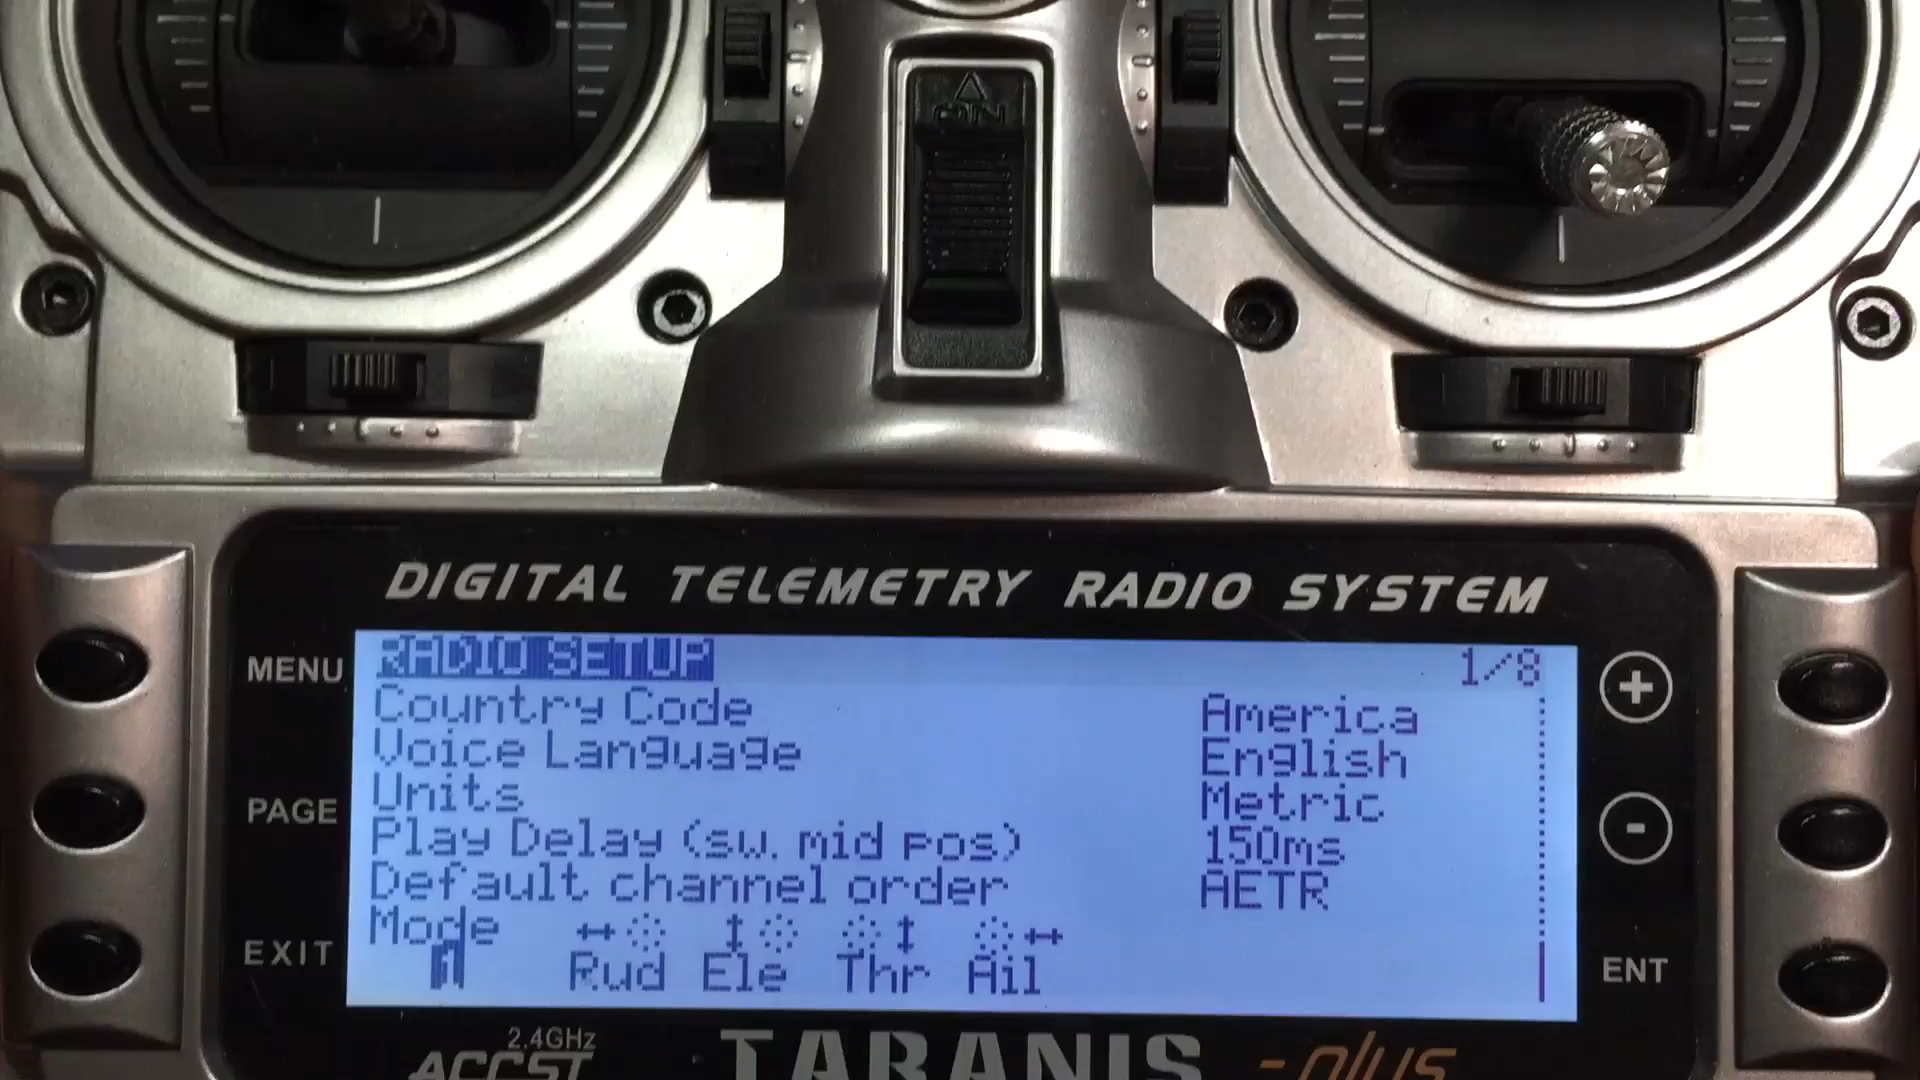 ON
DIGITAL TELEMETRY RADIO SYSTEM
MENU
PAGE
EXIT
RADIO SETUP 1/8
Country Code America
Voice Language English
Units Metric
Play Delay (sw. mid pos) 150ms
Default channel order AETR
Mode
1 Rud Ele Thr Ail
+
-
ENT
2.4GHz
ACCST
TARANIS -plus